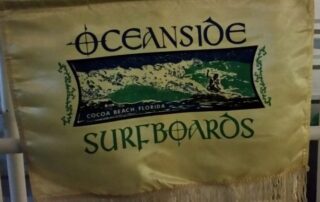 OCEANSIDE
COCOA BEACH, FLORIDA
SURFBOARDS